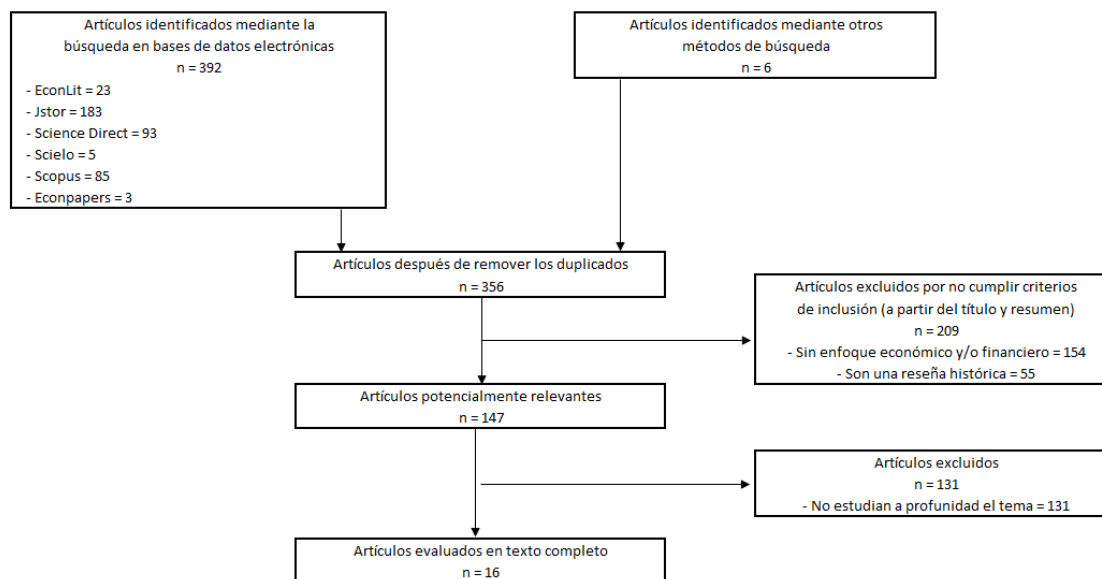 Artículos identificados mediante la
búsqueda en bases de datos electrónicas
n = 392
- EconLit = 23
- Jstor = 183
- Science Direct = 93
- Scielo = 5
- Scopus = 85
- Econpapers = 3
Artículos identificados mediante otros
métodos de búsqueda
n = 6
Artículos después de remover los duplicados
n = 356
Artículos excluidos por no cumplir criterios
de inclusión (a partir del título y resumen)
n = 209
- Sin enfoque económico y/o financiero = 154
- Son una reseña histórica = 55
Artículos potencialmente relevantes
n = 147
Artículos excluidos
n = 131
- No estudian a profundidad el tema = 131
Artículos evaluados en texto completo
n = 16